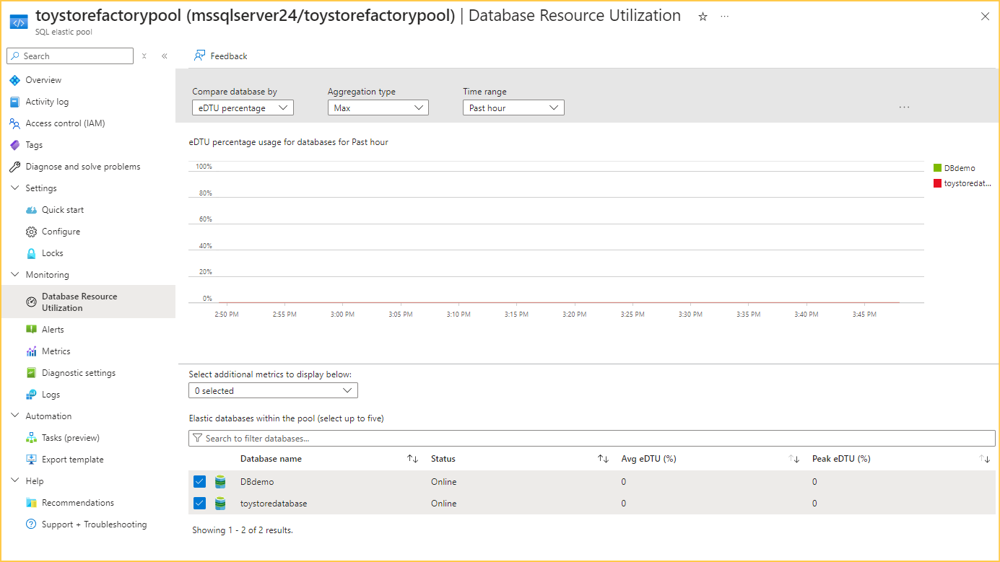 toystorefactorypool (mssqlserver24/toystorefactorypool) | Database Resource Utilization
SQL elastic pool
Search
Overview
Activity log
Access control (IAM)
Tags
Diagnose and solve problems
Settings
Quick start
Configure
Locks
Monitoring
Database Resource
Utilization
Alerts
Metrics
Diagnostic settings
Logs
Automation
Tasks (preview)
Export template
Help
Recommendations
Support + Troubleshooting
Feedback
Compare database by
eDTU percentage
Aggregation type
Max
Time range
Past hour
eDTU percentage usage for databases for Past hour
100%
80%
60%
40%
20%
0%
2:50 PM 2:55 PM 3:00 PM 3:05 PM 3:10 PM 3:15 PM 3:20 PM 3:25 PM 3:30 PM 3:35 PM 3:40 PM 3:45 PM
DBdemo
toystoredat...
Select additional metrics to display below:
0 selected
Elastic databases within the pool (select up to five)
Search to filter databases...
Database name Status Avg eDTU (%) Peak eDTU (%)
DBdemo Online 0 0
toystoredatabase Online 0 0
Showing 1 - 2 of 2 results.